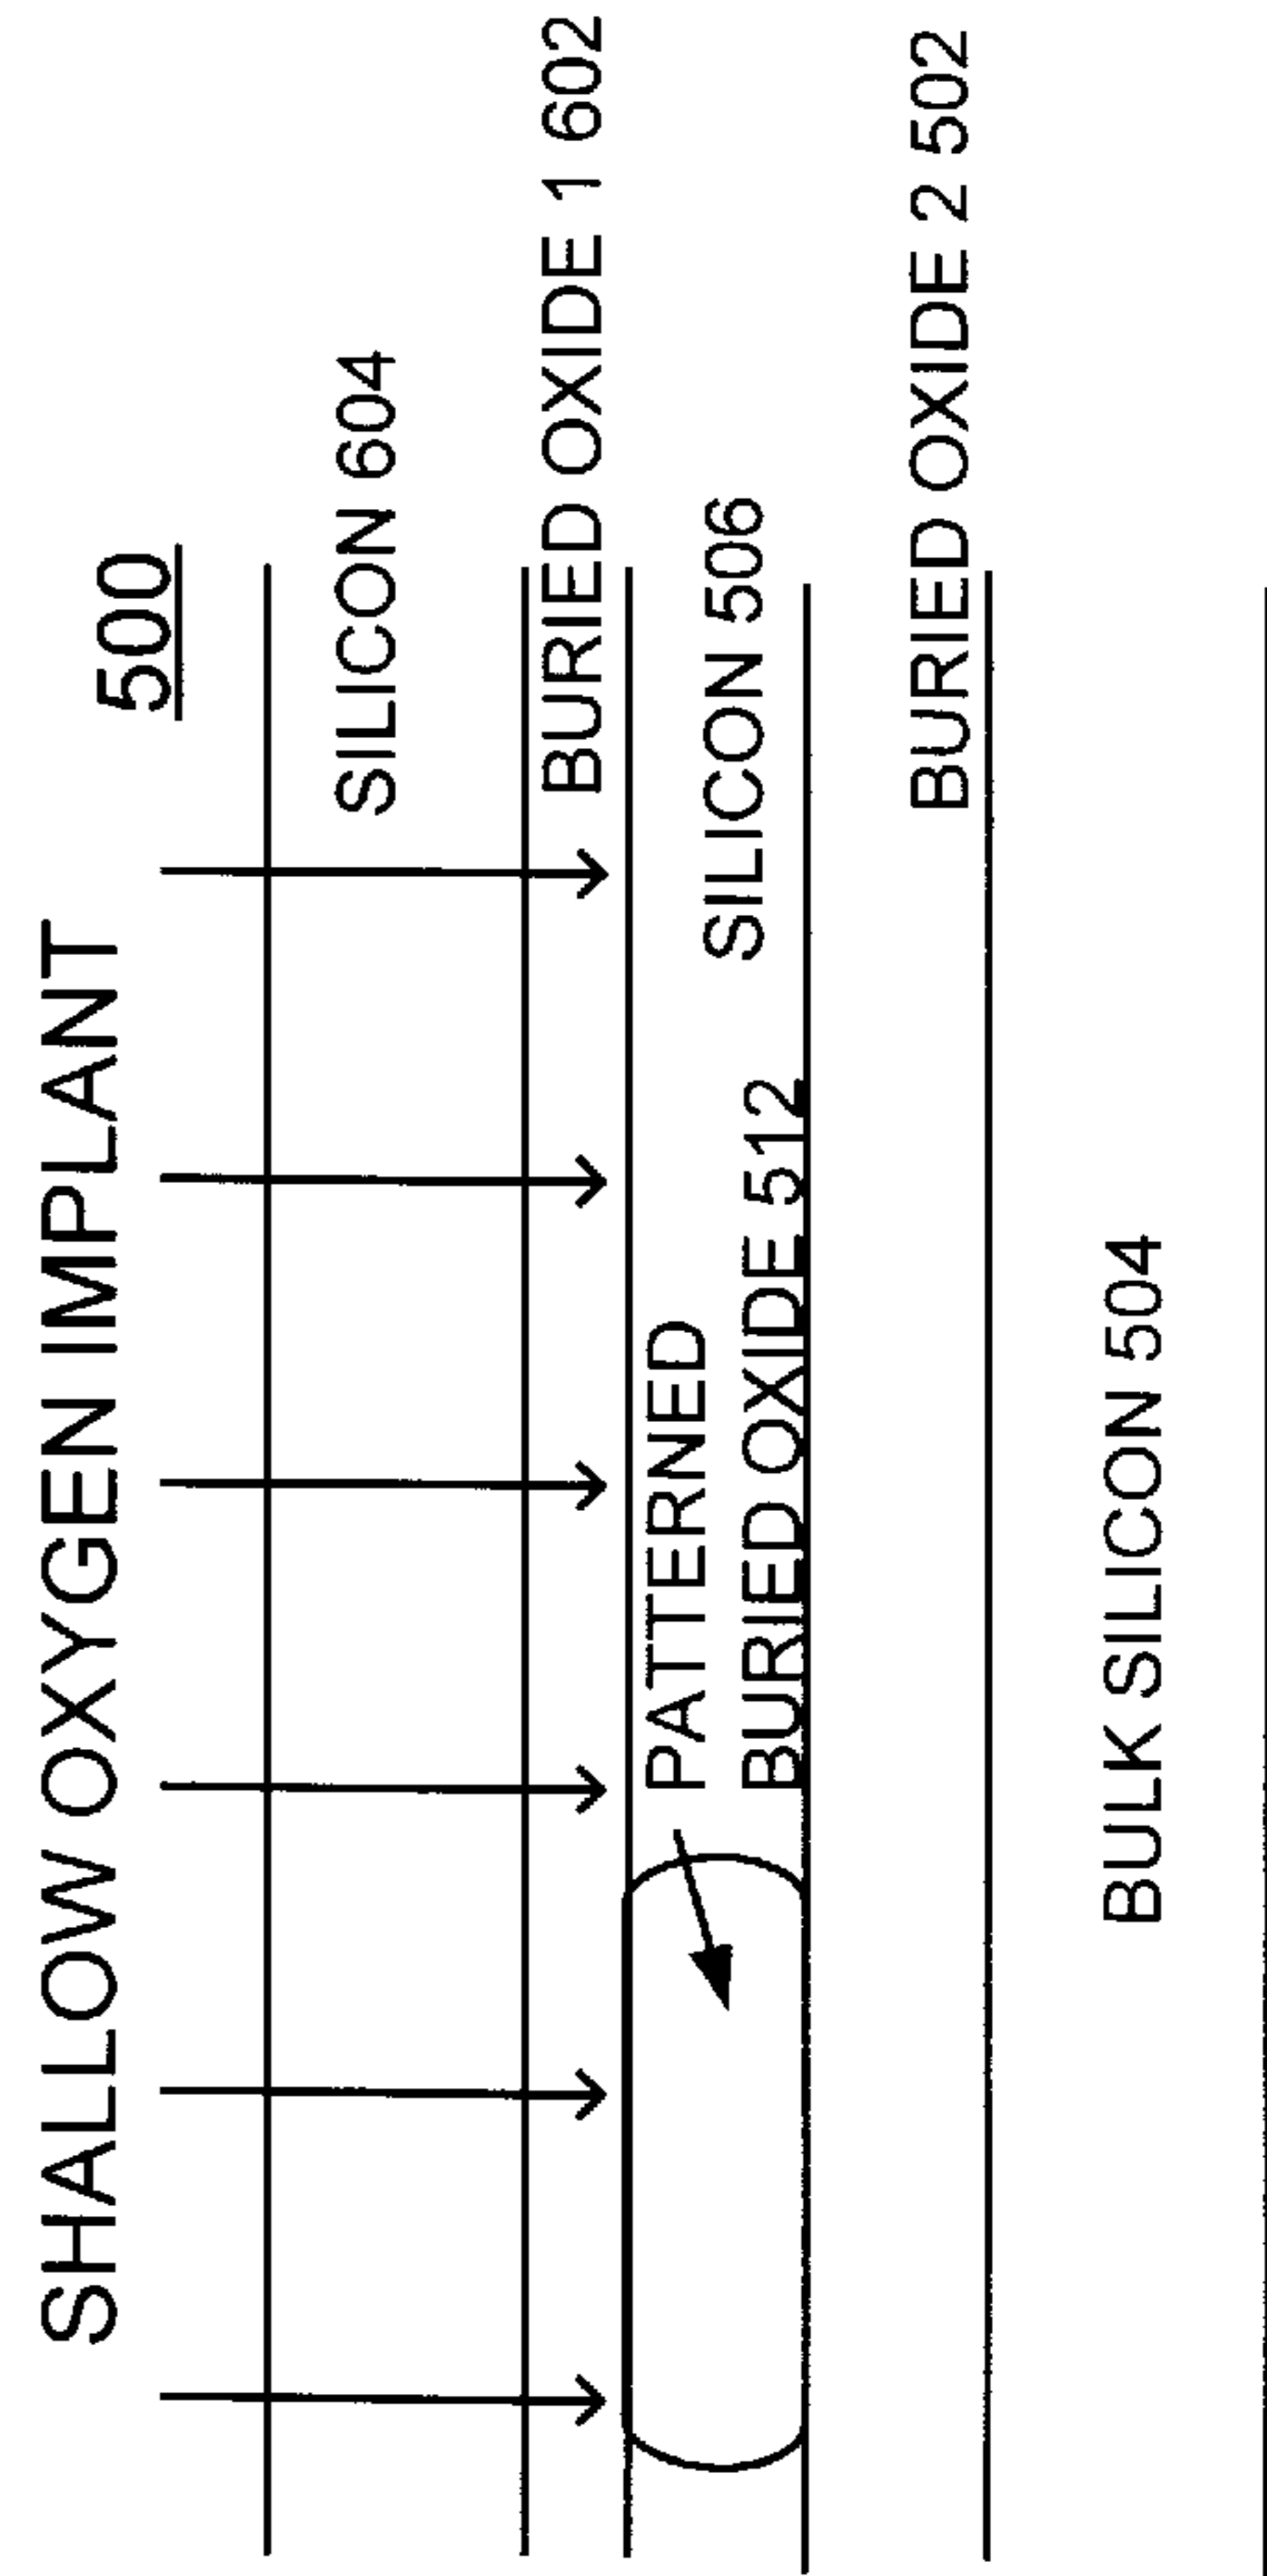 SHALLOW OXYGEN IMPLANT
500
SILICON 604
BURIED OXIDE 1 602
SILICON 506
PATTERNED
BURIED OXIDE 512
BURIED OXIDE 2 502
BULK SILICON 504